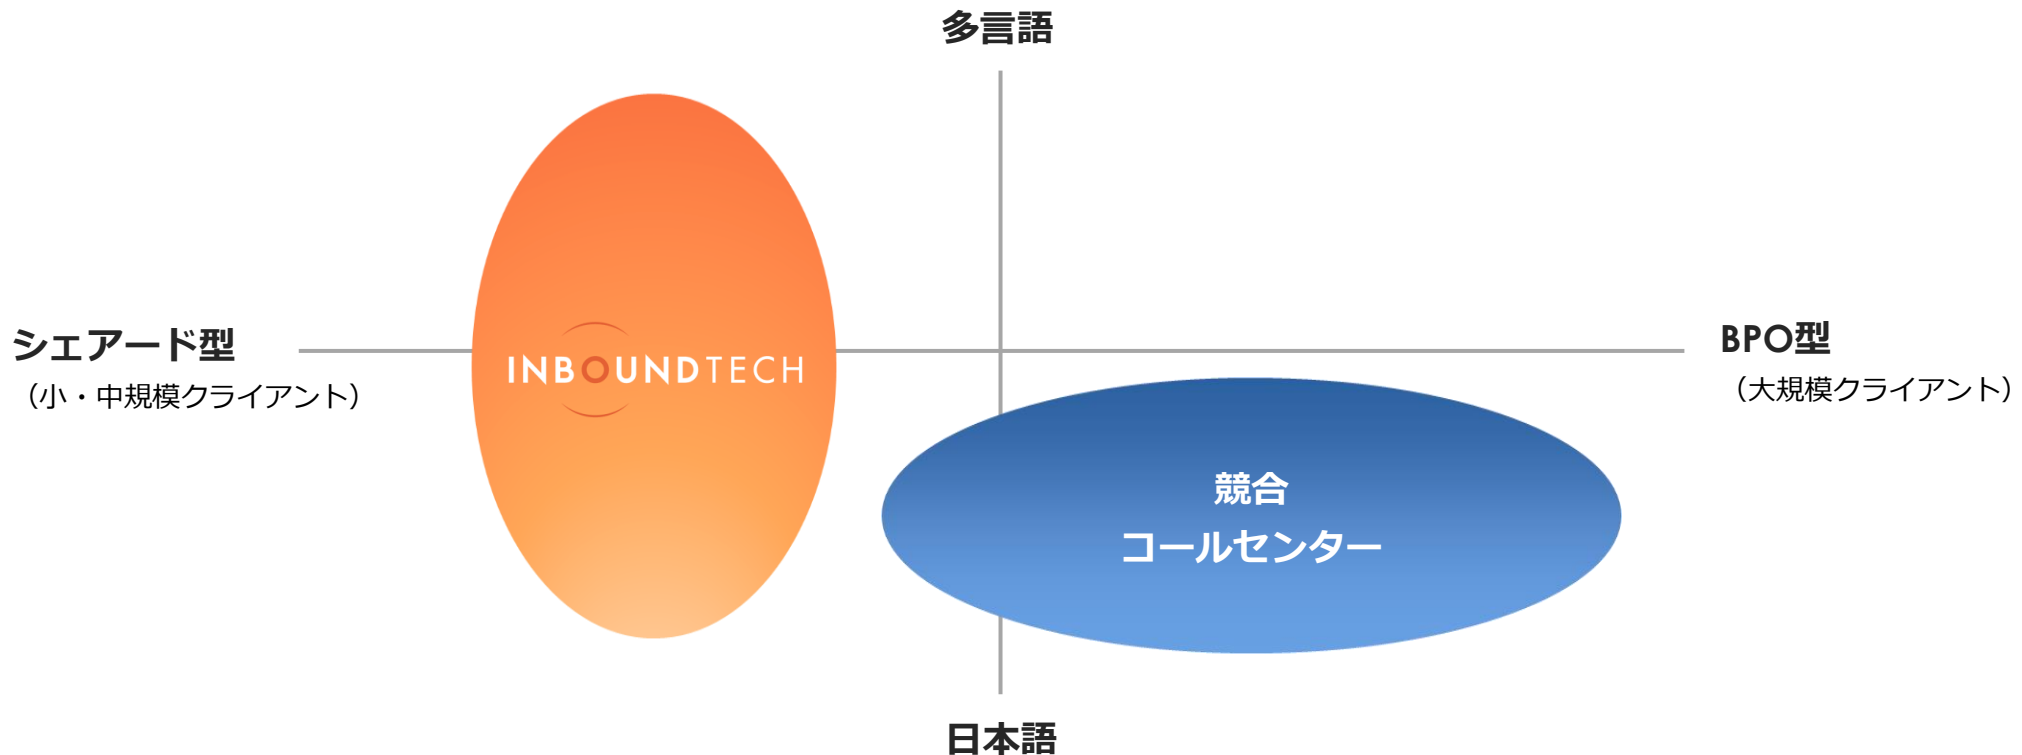 多言語
シェアード型
（小・中規模クライアント）
INBOUNDTECH
BPO型
（大規模クライアント）
競合
コールセンター
日本語